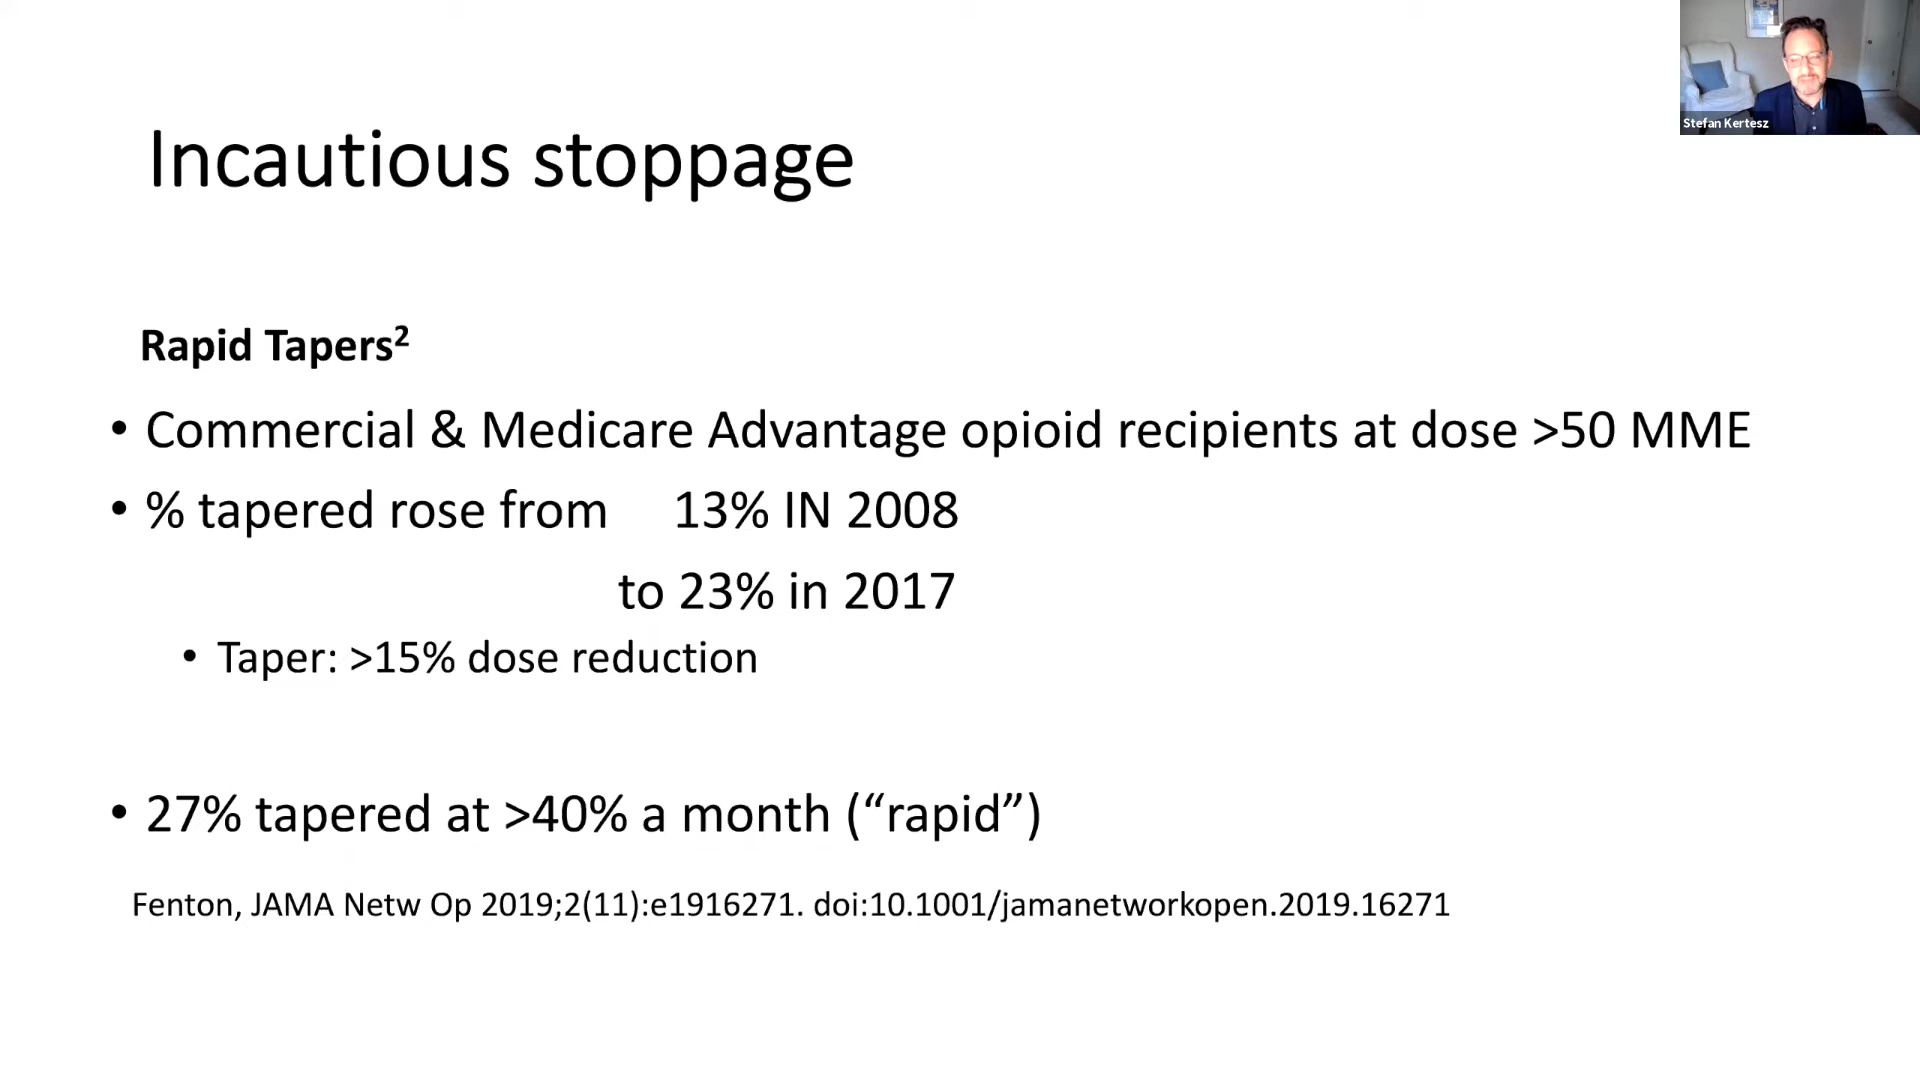 Stefan Kertesz
Incautious stoppage
Rapid Tapers²
• Commercial & Medicare Advantage opioid recipients at dose >50 MME
• % tapered rose from 13% IN 2008
to 23% in 2017
• Taper: >15% dose reduction
• 27% tapered at >40% a month (“rapid”)
Fenton, JAMA Netw Op 2019;2(11):e1916271. doi:10.1001/jamanetworkopen.2019.16271